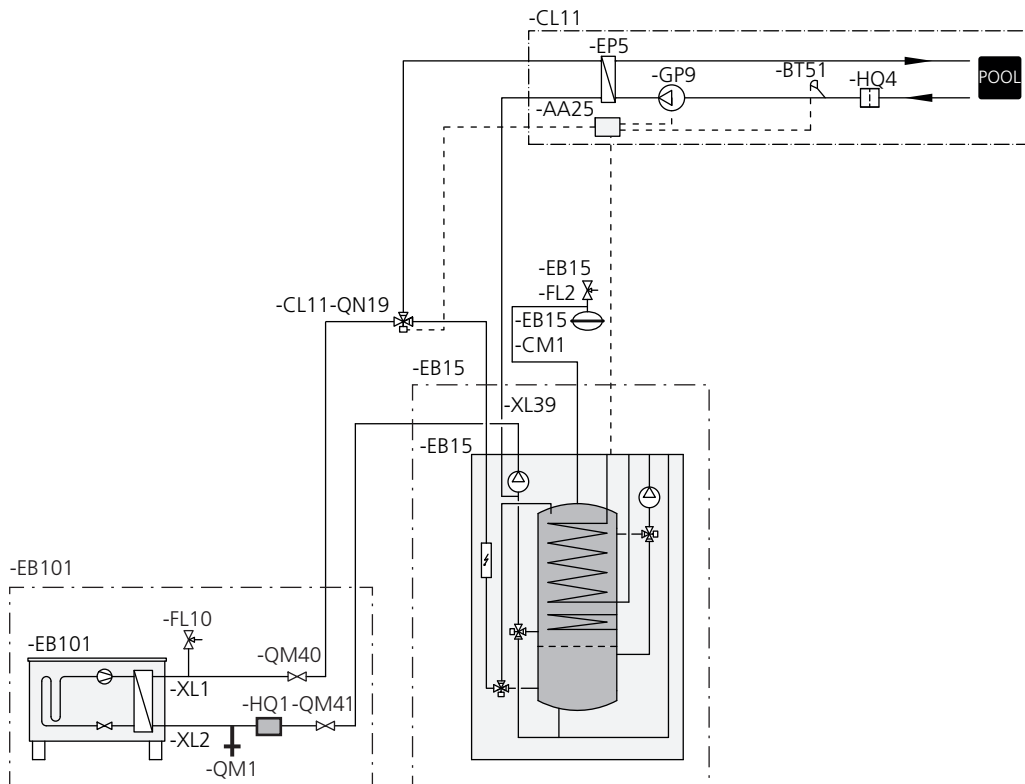 -CL11
-EP5
-GP9
-BT51
-HQ4
POOL
-AA25
-EB15
-FL2
-CL11-QN19
-EB15
-CM1
-EB15
-XL39
-EB15
-EB101
-FL10
-EB101
-QM40
-XL1
-HQ1
-QM41
-XL2
-QM1